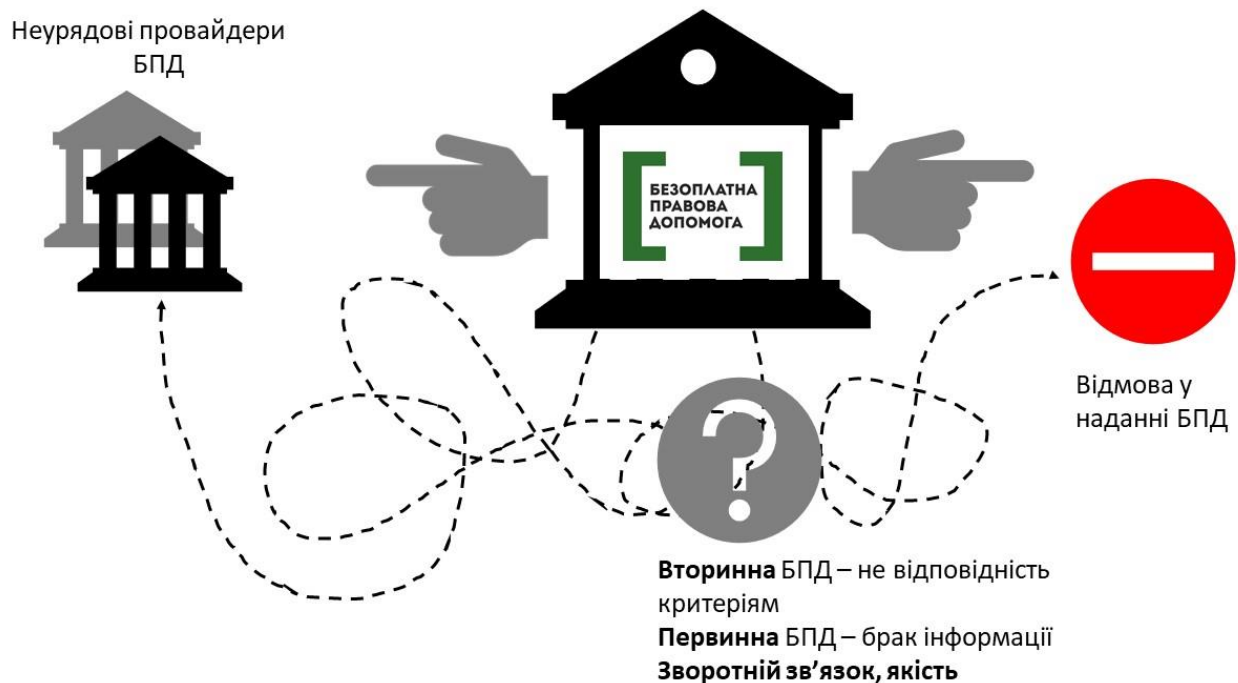 Неурядові провайдери
БПД
БЕЗОПЛАТНА
ПРАВОВА
ДОПОМОГА
Відмова у
наданні БПД
Вторинна БПД – не відповідність
критеріям
Первинна БПД – брак інформації
Зворотній зв’язок, якість